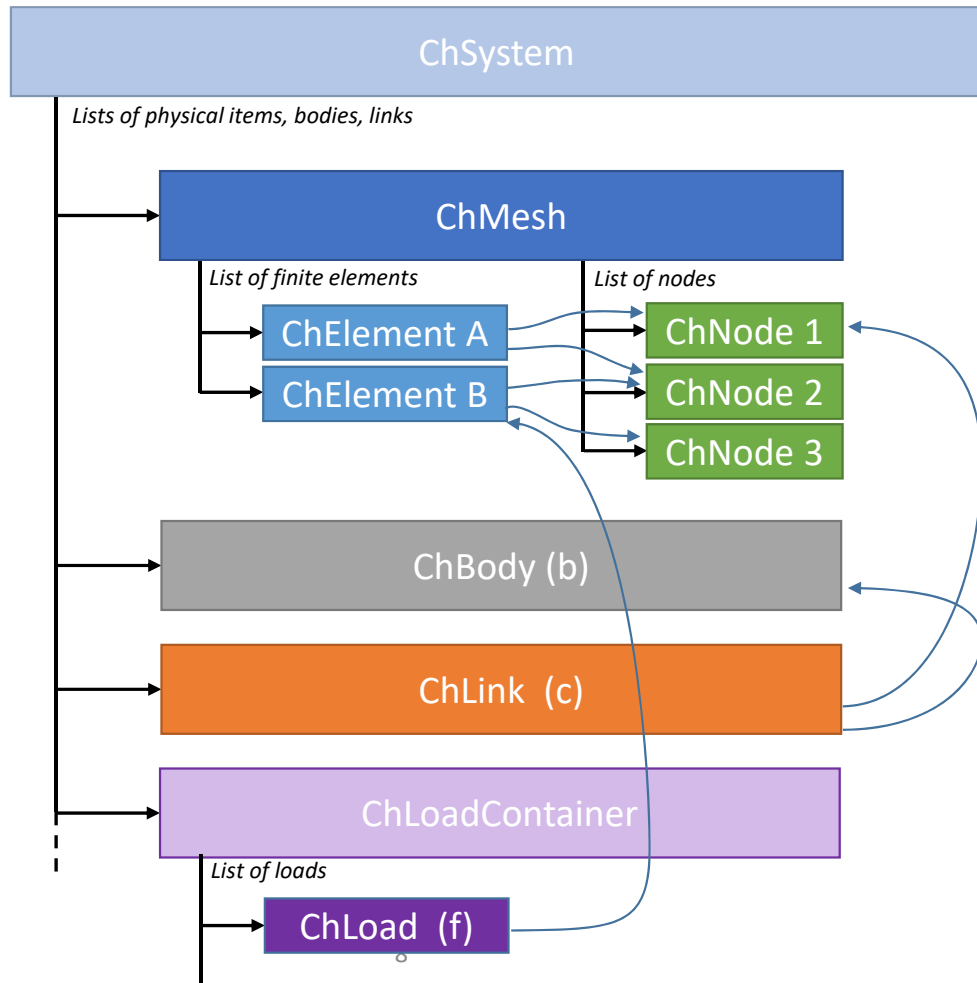 ChSystem
Lists of physical items, bodies, links
ChMesh
List of finite elements
List of nodes
ChElement A
ChNode 1
ChElement B
ChNode 2
ChNode 3
ChBody (b)
ChLink (c)
ChLoadContainer
List of loads
ChLoad (f)
8